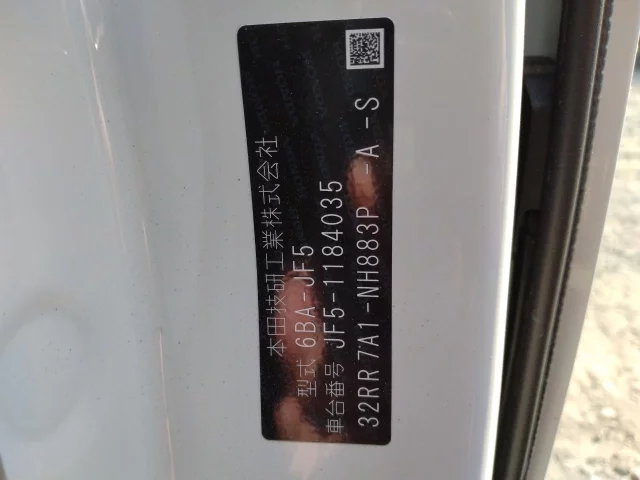 本田技研工業株式会社
型式 6BA-JF5
車台番号 JF5-1184035
32RR 7A1 -NH883P -A -S